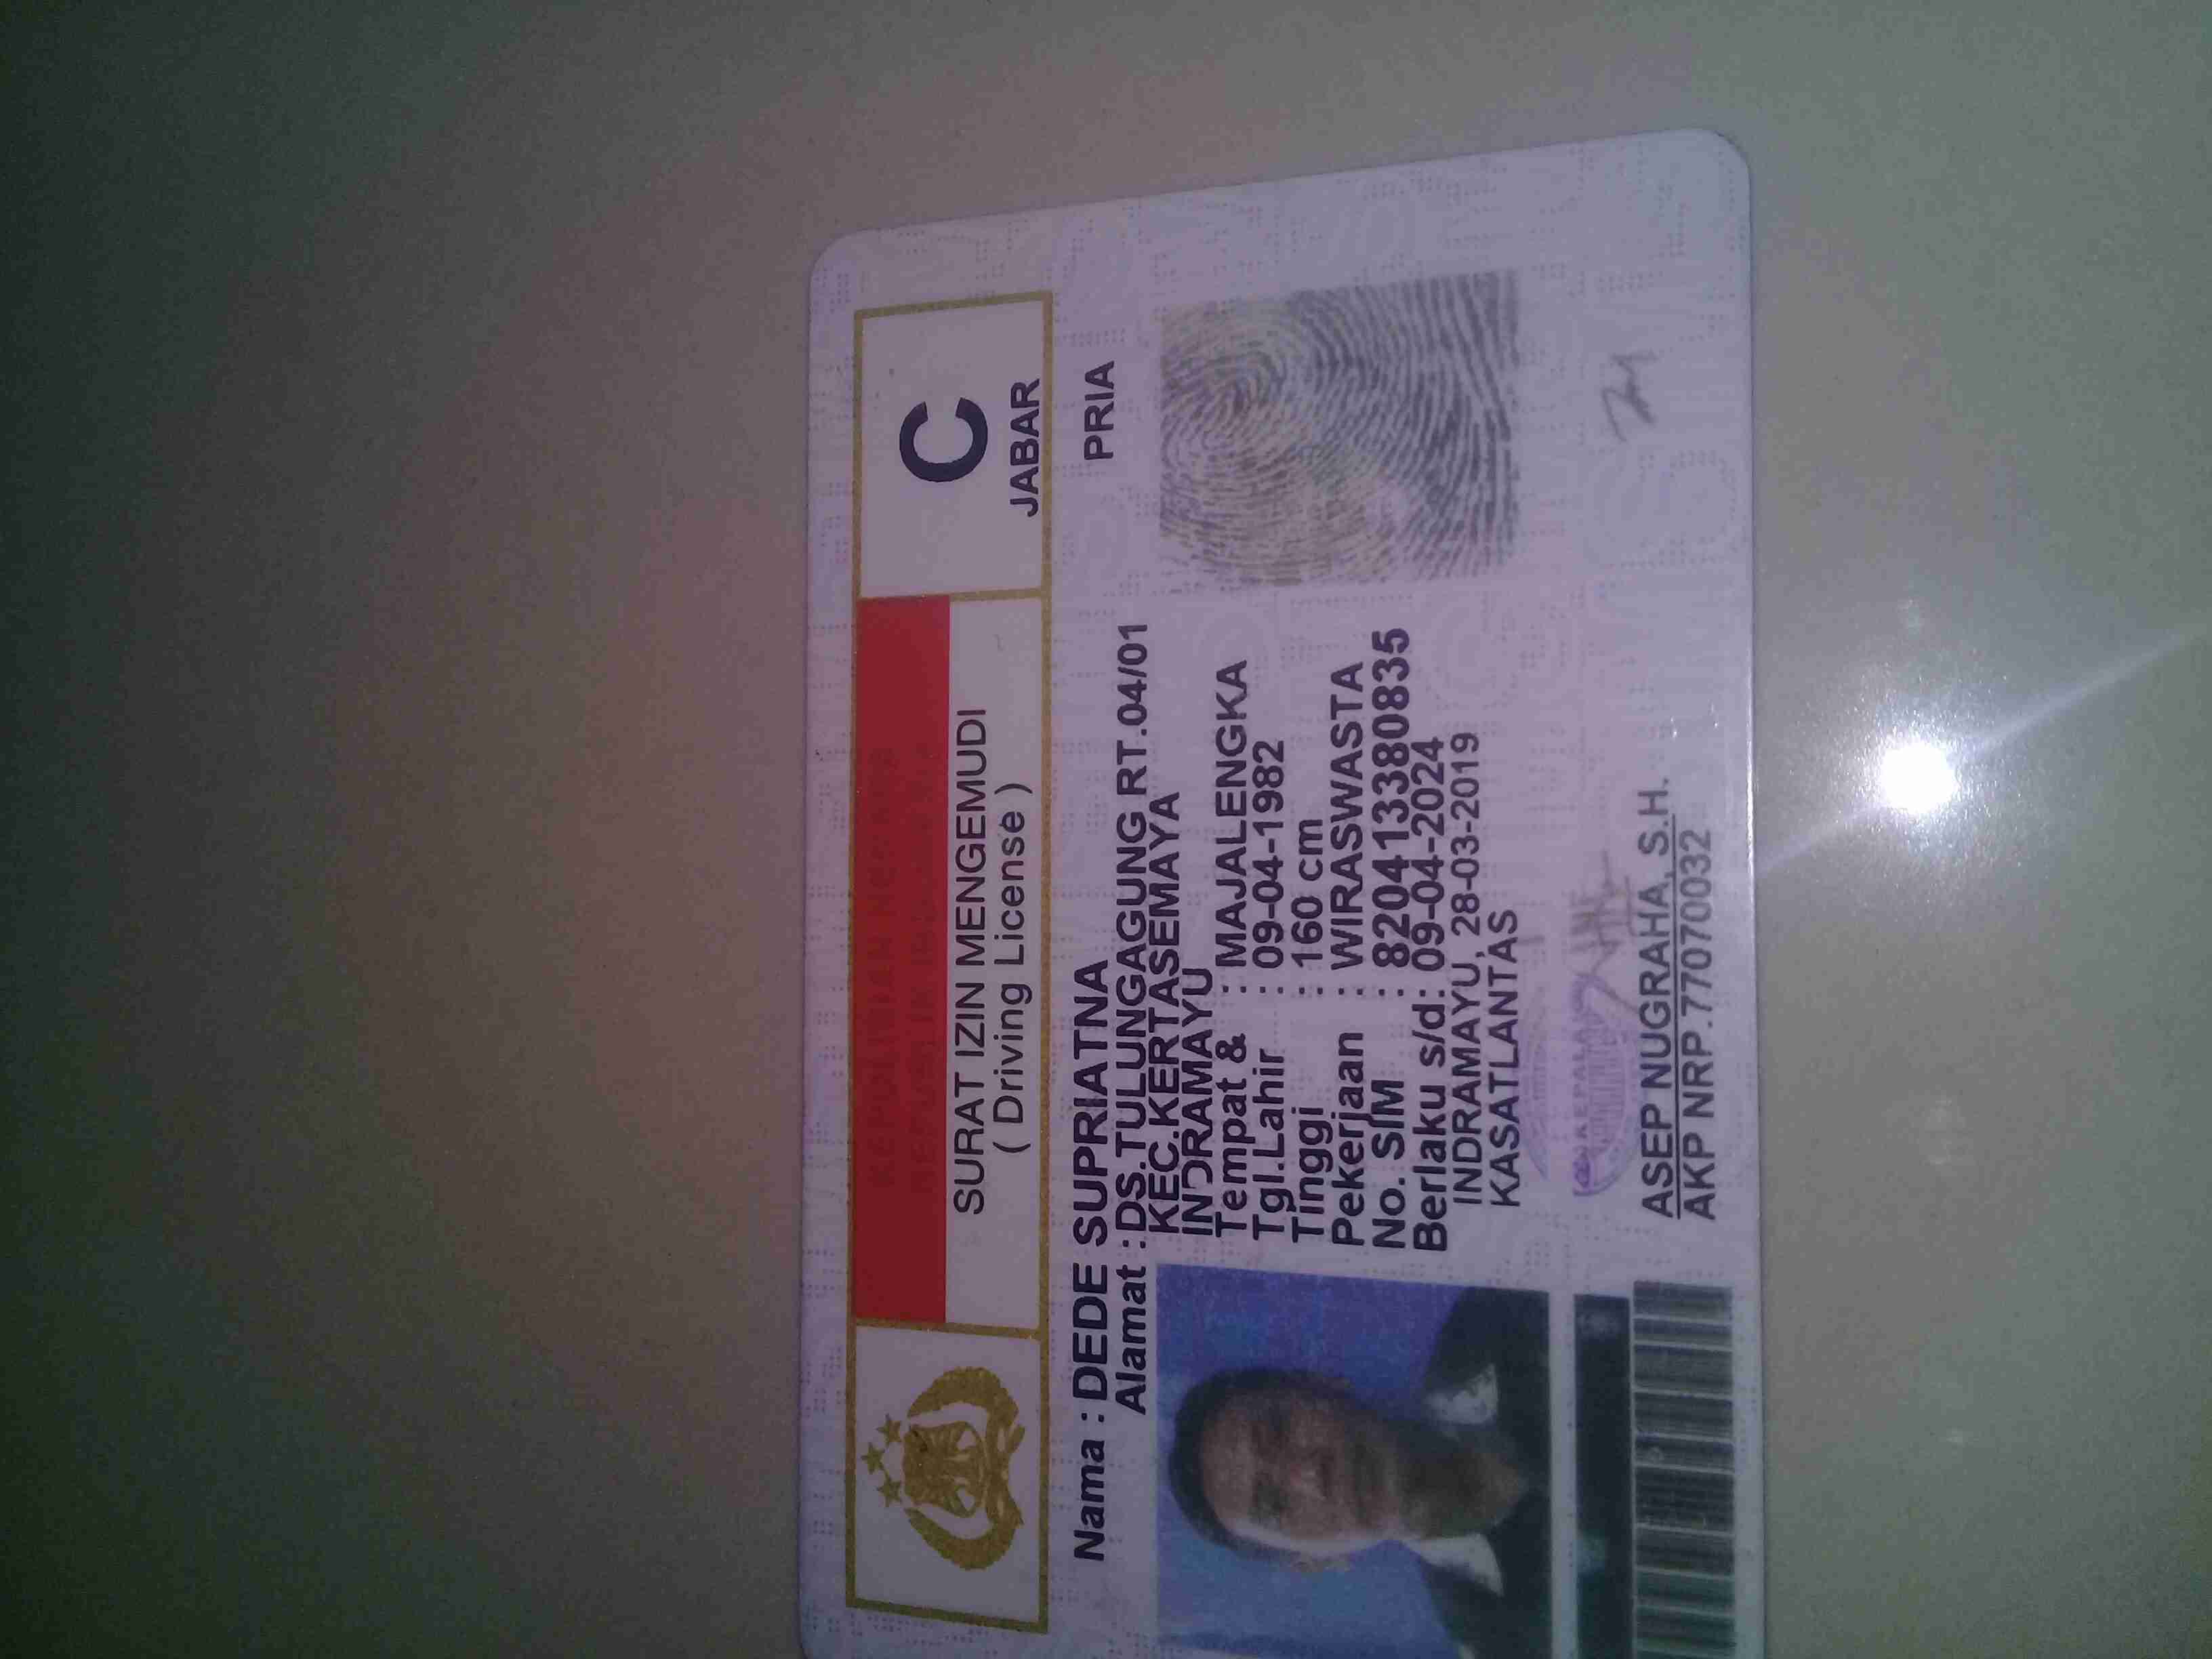 KEPOLISIAN NEGARA
REPUBLIK INDONESIA
SURAT IZIN MENGEMUDI
( Driving License )
C
JABAR
Nama : DEDE SUPRIATNA
PRIA
Alamat : DS.TULUNGAGUNG RT.04/01
KEC.KERTASEMAYA
INDRAMAYU
Tempat & : MAJALENGKA
Tgl.Lahir : 09-04-1982
Tinggi : 160 cm
Pekerjaan : WIRASWASTA
No. SIM : 820413380835
Berlaku s/d : 09-04-2024
INDRAMAYU, 28-03-2019
KASATLANTAS
ASEP NUGRAHA, S.H.
AKP NRP.77070032